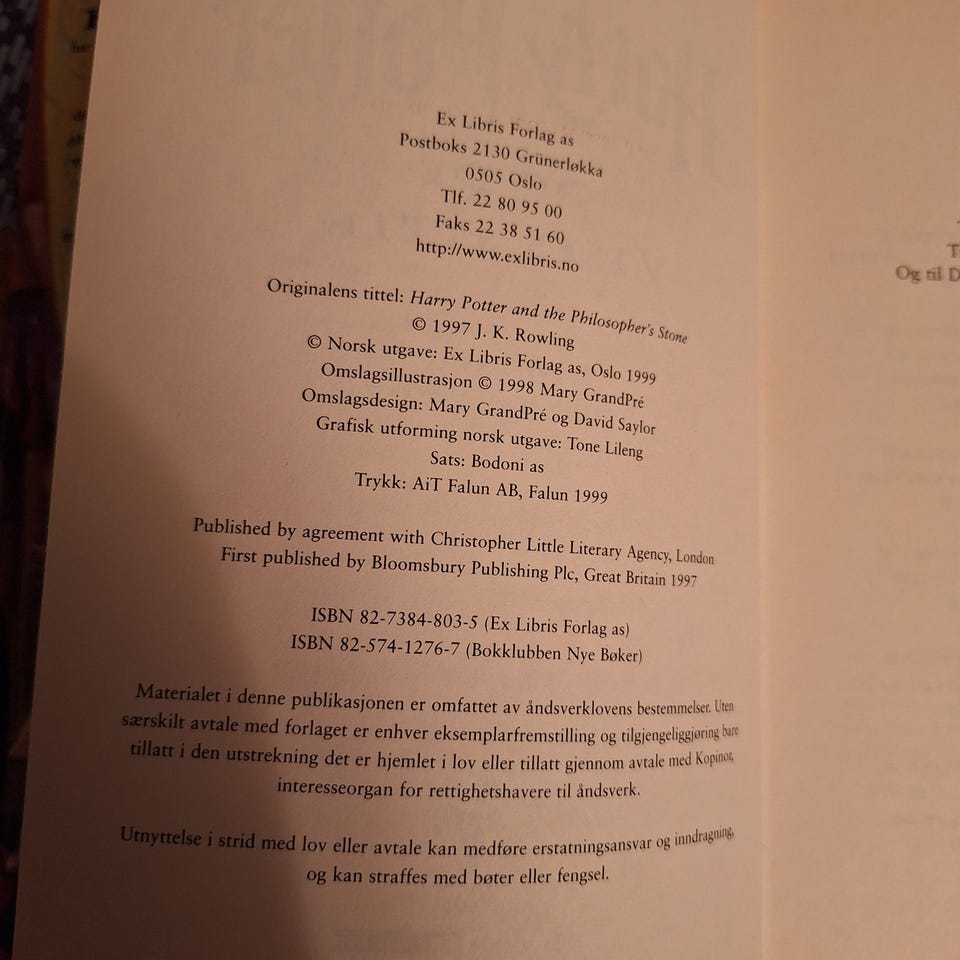 Ex Libris Forlag as
Postboks 2130 Grünerløkka
0505 Oslo
Tlf. 22 80 95 00
Faks 22 38 51 60
http://www.exlibris.no
Originalens tittel: Harry Potter and the Philosopher's Stone
© 1997 J. K. Rowling
© Norsk utgave: Ex Libris Forlag as, Oslo 1999
Omslagsillustrasjon © 1998 Mary GrandPré
Omslagsdesign: Mary GrandPré og David Saylor
Grafisk utforming norsk utgave: Tone Lileng
Sats: Bodoni as
Trykk: AiT Falun AB, Falun 1999
Published by agreement with Christopher Little Literary Agency, London
First published by Bloomsbury Publishing Plc, Great Britain 1997
ISBN 82-7384-803-5 (Ex Libris Forlag as)
ISBN 82-574-1276-7 (Bokklubben Nye Bøker)
Materialet i denne publikasjonen er omfattet av åndsverklovens bestemmelser. Uten
særskilt avtale med forlaget er enhver eksemplarfremstilling og tilgjengeliggjøring bare
tillatt i den utstrekning det er hjemlet i lov eller tillatt gjennom avtale med Kopinor,
interesseorgan for rettighetshavere til åndsverk.
Utnyttelse i strid med lov eller avtale kan medføre erstatningsansvar og inndragning,
og kan straffes med bøter eller fengsel.
Og til D